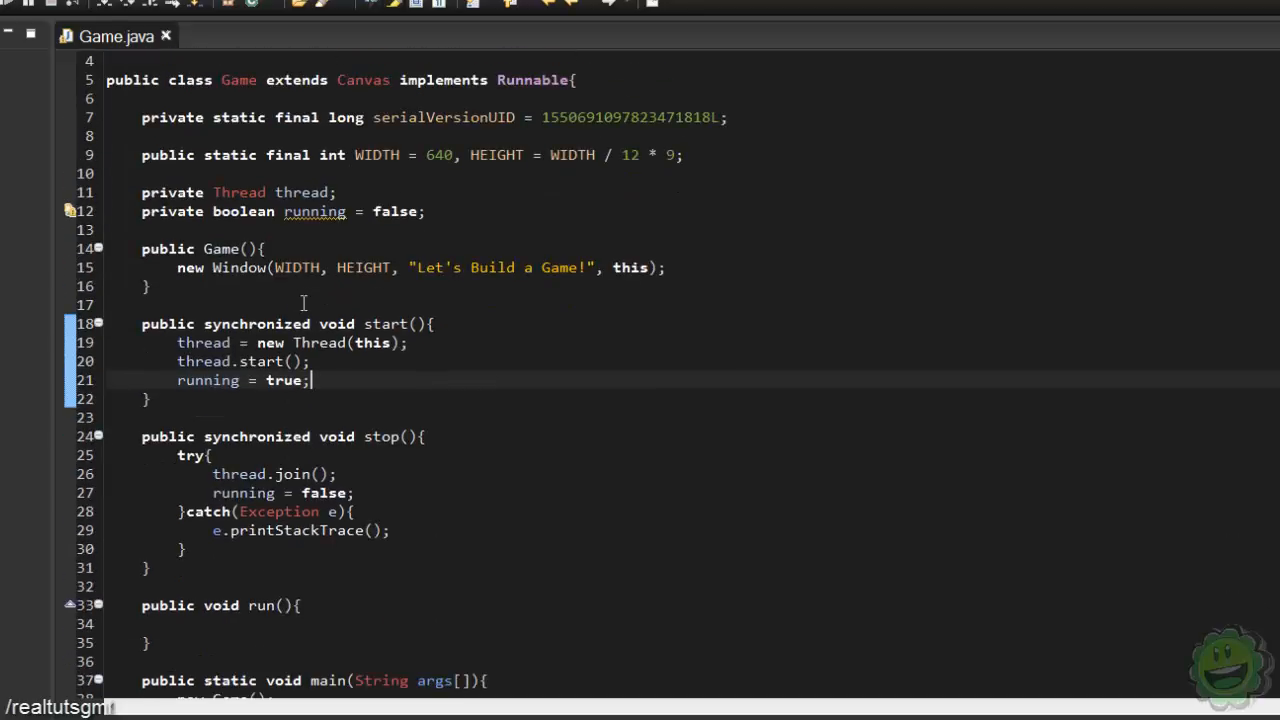 Game.java
4
5 public class Game extends Canvas implements Runnable{
6
7 private static final long serialVersionUID = 1550691097823471818L;
8
9 public static final int WIDTH = 640, HEIGHT = WIDTH / 12 * 9;
10
11 private Thread thread;
12 private boolean running = false;
13
14 public Game(){
15 new Window(WIDTH, HEIGHT, "Let's Build a Game!", this);
16 }
17
18 public synchronized void start(){
19 thread = new Thread(this);
20 thread.start();
21 running = true;
22 }
23
24 public synchronized void stop(){
25 try{
26 thread.join();
27 running = false;
28 }catch(Exception e){
29 e.printStackTrace();
30 }
31 }
32
33 public void run(){
34
35 }
36
37 public static void main(String args[]){
38 new Game();
/realtutsgm